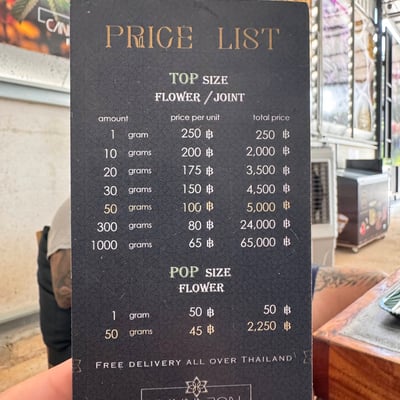 PRICE LIST
TOP SIZE
FLOWER / JOINT
amount price per unit total price
1 gram 250 ฿ 250 ฿
10 grams 200 ฿ 2,000 ฿
20 grams 175 ฿ 3,500 ฿
30 grams 150 ฿ 4,500 ฿
50 grams 100 ฿ 5,000 ฿
300 grams 80 ฿ 24,000 ฿
1000 grams 65 ฿ 65,000 ฿
POP SIZE
FLOWER
1 gram 50 ฿ 50 ฿
50 grams 45 ฿ 2,250 ฿
FREE DELIVERY ALL OVER THAILAND